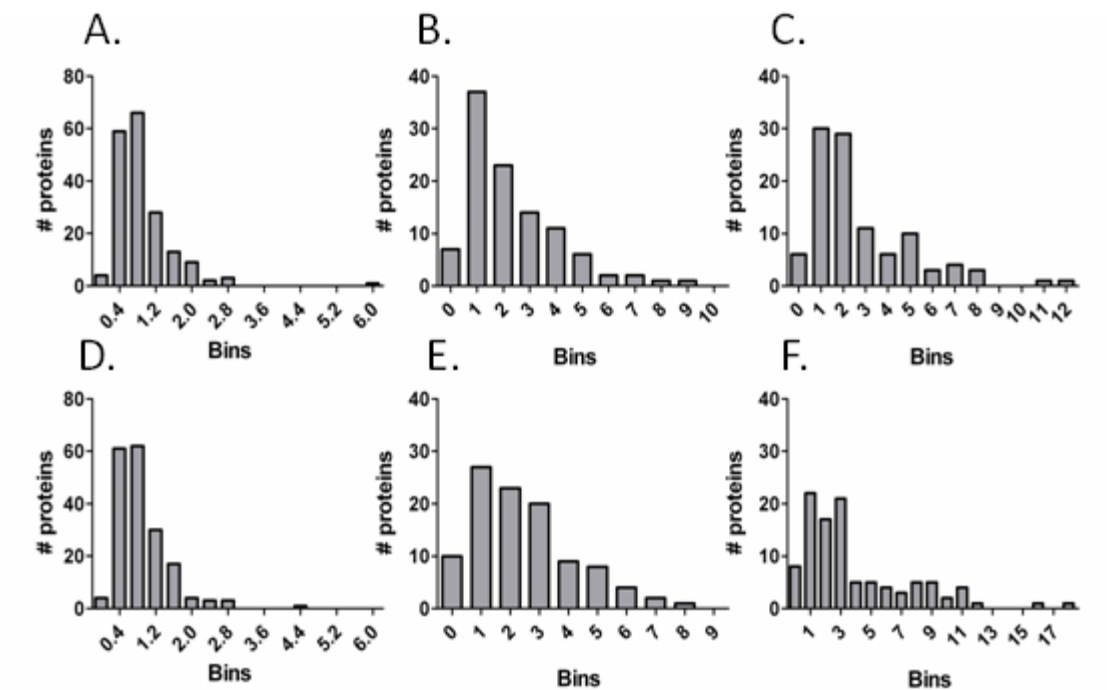 A.
80
60
40
20
0
# proteins
0.4 1.2 2.0 2.8 3.6 4.4 5.2 6.0
Bins
B.
40
30
20
10
0
# proteins
0 1 2 3 4 5 6 7 8 9 10
Bins
C.
40
30
20
10
0
# proteins
0 1 2 3 4 5 6 7 8 9 10 11 12
Bins
D.
80
60
40
20
0
# proteins
0.4 1.2 2.0 2.8 3.6 4.4 5.2 6.0
Bins
E.
40
30
20
10
0
# proteins
0 1 2 3 4 5 6 7 8 9
Bins
F.
40
30
20
10
0
# proteins
1 3 5 7 9 11 13 15 17
Bins